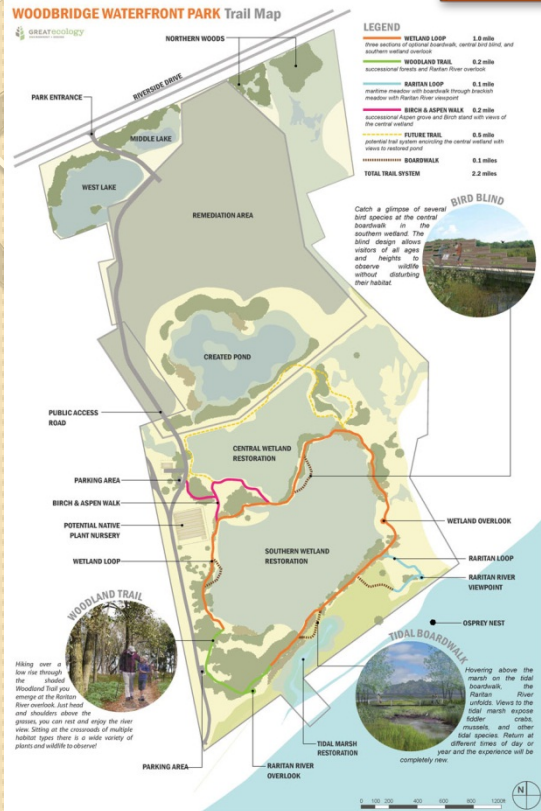 WOODBRIDGE WATERFRONT PARK Trail Map
GREATecology
NORTHERN WOODS
RIVERSIDE DRIVE
PARK ENTRANCE
MIDDLE LAKE
WEST LAKE
REMEDIATION AREA
CREATED POND
PUBLIC ACCESS
ROAD
CENTRAL WETLAND
RESTORATION
PARKING AREA
BIRCH & ASPEN WALK
POTENTIAL NATIVE
PLANT NURSERY
WETLAND LOOP
SOUTHERN WETLAND
RESTORATION
WETLAND OVERLOOK
RARITAN LOOP
RARITAN RIVER
VIEWPOINT
OSPREY NEST
TIDAL MARSH
RESTORATION
RARITAN RIVER
OVERLOOK
PARKING AREA
LEGEND
WETLAND LOOP 1.0 mile
three sections of optional boardwalk, central bird blind, and
southern wetland overlook
WOODLAND TRAIL 0.2 mile
successional forests and Raritan River overlook
RARITAN LOOP 0.1 mile
maritime meadow with boardwalk through brackish
meadow with Raritan River viewpoint
BIRCH & ASPEN WALK 0.2 mile
successional Aspen grove and Birch stand with views of
the central wetland
FUTURE TRAIL 0.5 mile
potential trail system encircling the central wetland with
views to restored pond
BOARDWALK 0.1 miles
TOTAL TRAIL SYSTEM 2.2 miles
BIRD BLIND
Catch a glimpse of several
bird species at the central
boardwalk in the
southern wetland. The
blind design allows
visitors of all ages
and heights to
observe wildlife
without disturbing
their habitat.
WOODLAND TRAIL
Hiking over a
low rise through
the shaded
Woodland Trail you
emerge at the Raritan
River overlook. Just head
and shoulders above the
grasses, you can rest and enjoy the river
view. Sitting at the crossroads of multiple
habitat types there is a wide variety of
plants and wildlife to observe!
TIDAL BOARDWALK
Hovering above the
marsh on the tidal
boardwalk, the
Raritan River
unfolds. Views to the
tidal marsh expose
fiddler crabs,
mussels, and other
tidal species. Return at
different times of day or
year and the experience will be
completely new.
0 100 200 400 600 800 1200ft
N